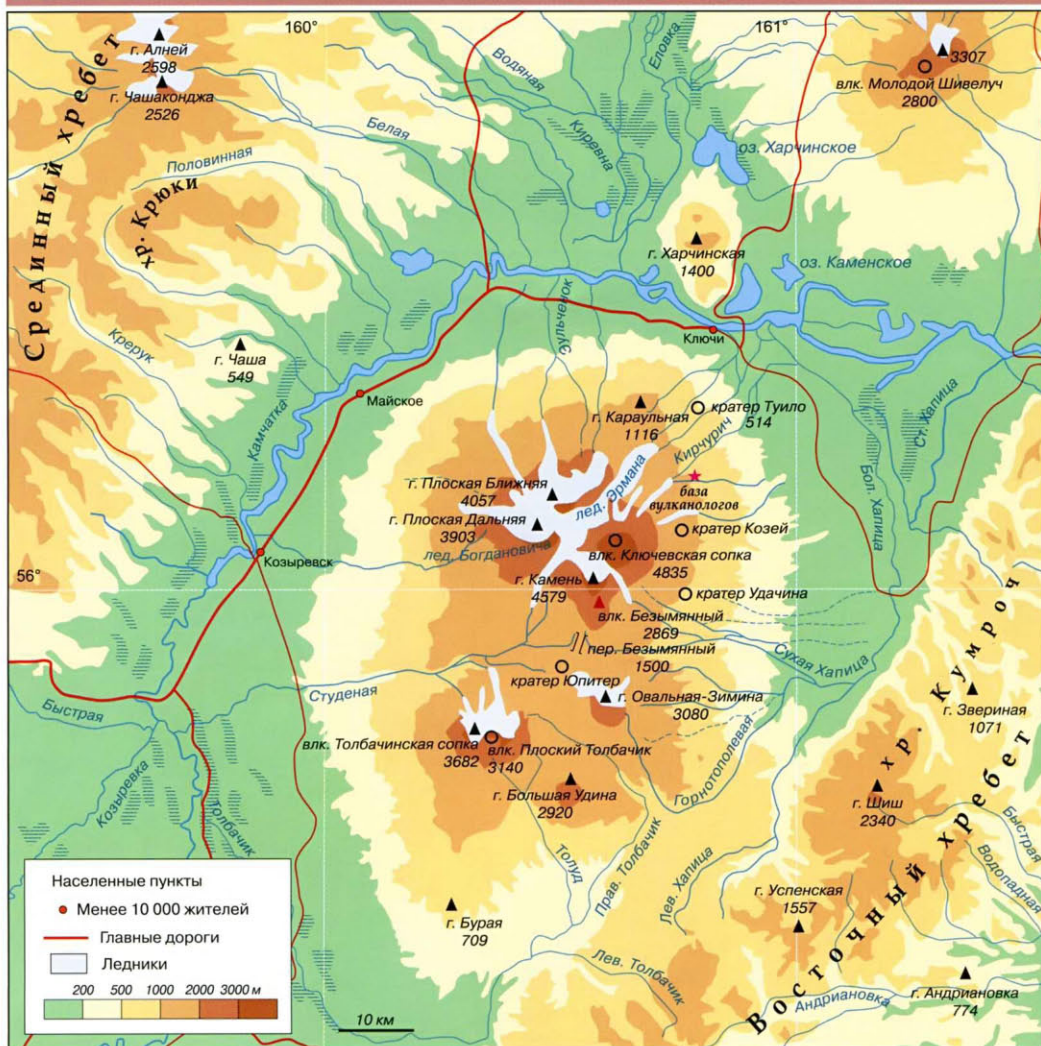 160°
161°
г. Алней
2598
г. Чашаконджа
2526
3307
влк. Молодой Шивелуч
2800
Срединный хребет
Водяная
Еловка
Киревна
Белая
Половинная
хр. Крюки
оз. Харчинское
г. Харчинская
1400
оз. Каменское
Сульченок
Ключи
Крерук
г. Чаша
549
Камчатка
Майское
г. Караульная
1116
кратер Туило
514
Кирчурич
Ст. Хапица
Бол. Хапица
г. Плоская Ближняя
4057
лед. Эрмана
база
вулканологов
г. Плоская Дальняя
3903
кратер Козей
лед. Богдановича
влк. Ключевская сопка
4835
Козыревск
56°
г. Камень
4579
кратер Удачина
влк. Безымянный
2869
пер. Безымянный
1500
Сухая Хапица
кратер Юпитер
Студеная
г. Овальная-Зимина
3080
хр. Кумроч
г. Звериная
1071
Быстрая
влк. Толбачинская сопка
3682
влк. Плоский Толбачик
3140
г. Большая Удина
2920
Горнотополевая
г. Шиш
2340
Восточный хребет
Быстрая
Водопадная
Козыревка
Толбачик
Толуд
Прав. Толбачик
Лев. Хапица
г. Успенская
1557
г. Бурая
709
Лев. Толбачик
Андриановка
г. Андриановка
774
Населенные пункты
Менее 10 000 жителей
Главные дороги
Ледники
200 500 1000 2000 3000 м
10 км